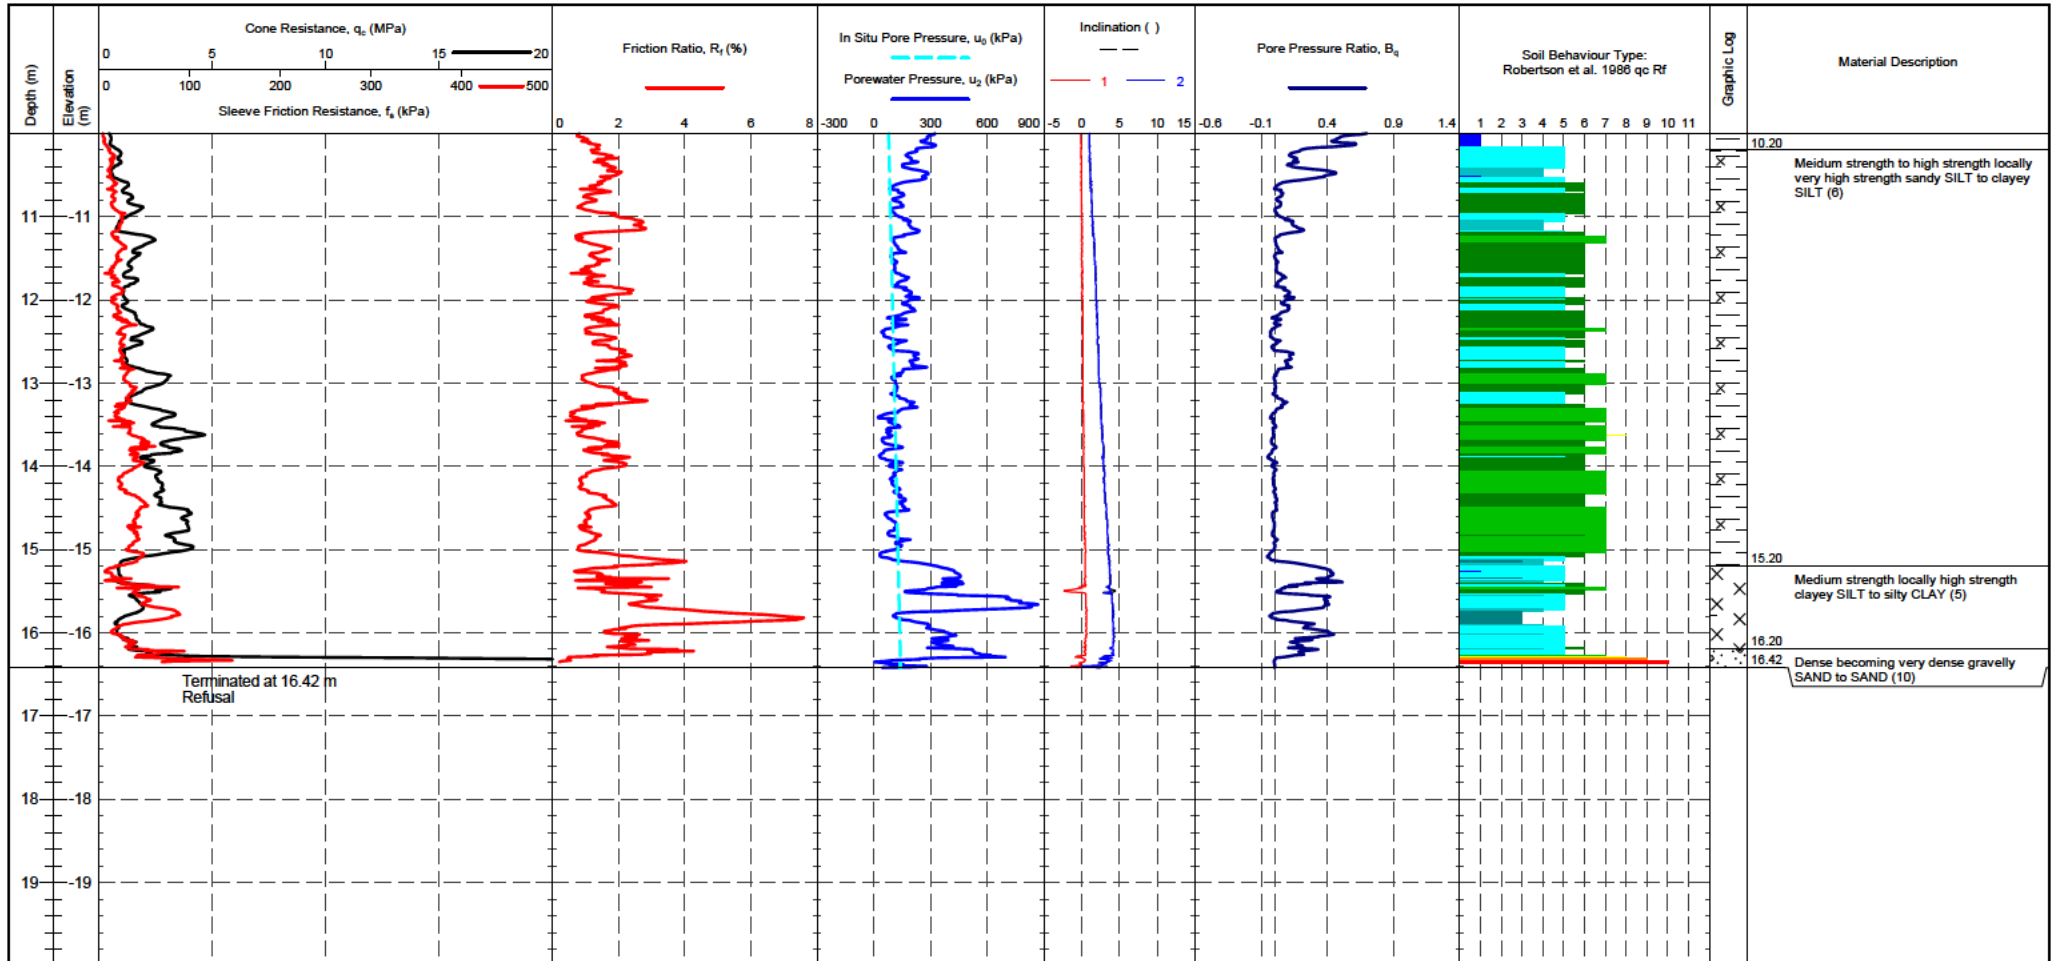 Depth (m)
Elevation (m)
Cone Resistance, qc (MPa)
0 5 10 15 20
0 100 200 300 400 500
Sleeve Friction Resistance, fs (kPa)
Friction Ratio, Rf (%)
0 2 4 6 8
In Situ Pore Pressure, u0 (kPa)
Porewater Pressure, u2 (kPa)
-300 0 300 600 900
Inclination ( )
1 2
-5 0 5 10 15
Pore Pressure Ratio, Bq
-0.6 -0.1 0.4 0.9 1.4
Soil Behaviour Type:
Robertson et al. 1986 qc Rf
1 2 3 4 5 6 7 8 9 10 11
Graphic Log
Material Description
10.20
Meidum strength to high strength locally
very high strength sandy SILT to clayey
SILT (6)
11 -11
12 -12
13 -13
14 -14
15 -15
15.20
Medium strength locally high strength
clayey SILT to silty CLAY (5)
16 -16
16.20
16.42
Dense becoming very dense gravelly
SAND to SAND (10)
Terminated at 16.42 m
Refusal
17 -17
18 -18
19 -19